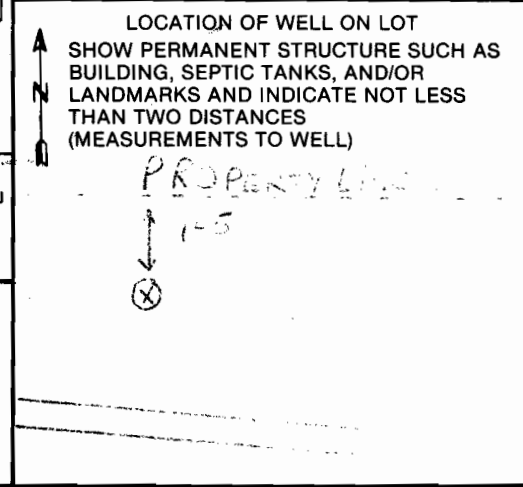 LOCATION OF WELL ON LOT
SHOW PERMANENT STRUCTURE SUCH AS
BUILDING, SEPTIC TANKS, AND/OR
N LANDMARKS AND INDICATE NOT LESS
THAN TWO DISTANCES
(MEASUREMENTS TO WELL)
PROPERTY LINE
X